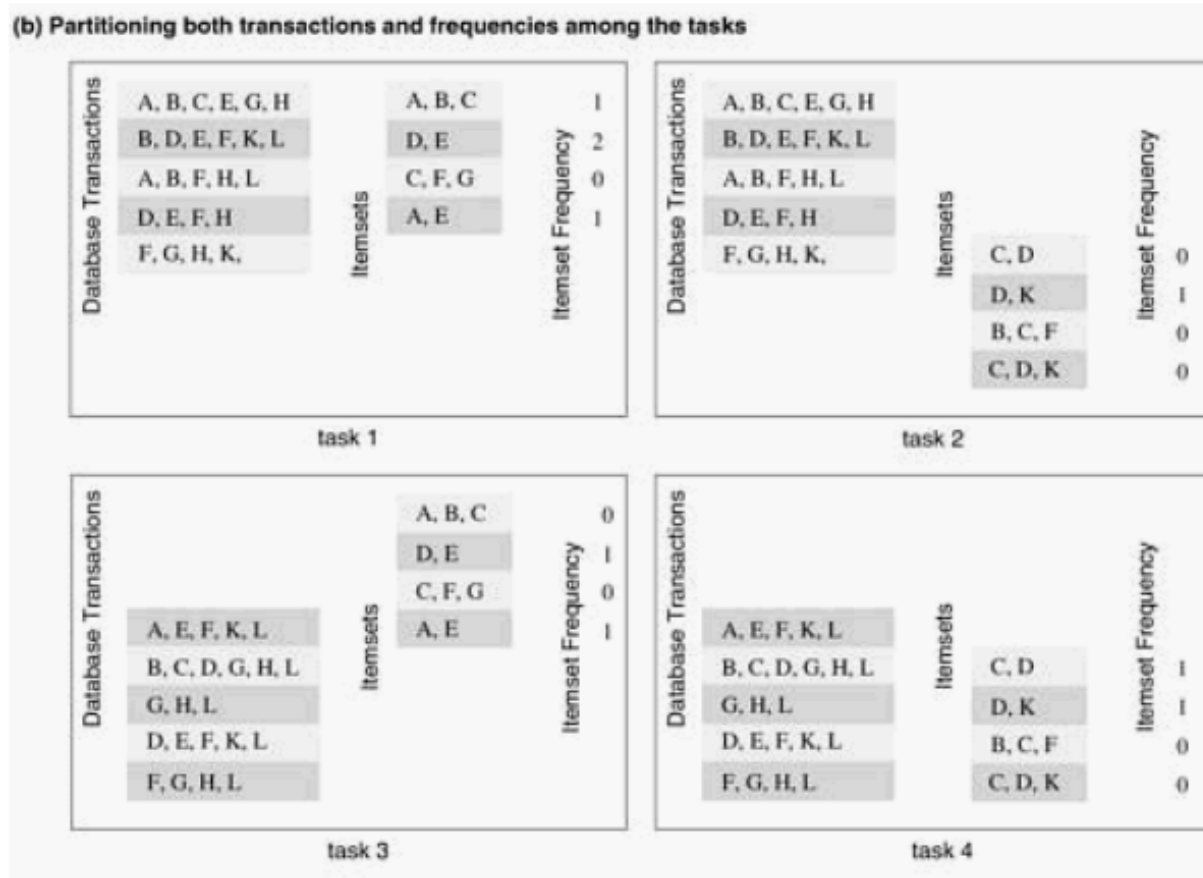 (b) Partitioning both transactions and frequencies among the tasks
Database Transactions
A, B, C, E, G, H
B, D, E, F, K, L
A, B, F, H, L
D, E, F, H
F, G, H, K,
Itemsets
A, B, C
D, E
C, F, G
A, E
Itemset Frequency
1
2
0
1
task 1
Database Transactions
A, B, C, E, G, H
B, D, E, F, K, L
A, B, F, H, L
D, E, F, H
F, G, H, K,
Itemsets
C, D
D, K
B, C, F
C, D, K
Itemset Frequency
0
1
0
0
task 2
Database Transactions
A, E, F, K, L
B, C, D, G, H, L
G, H, L
D, E, F, K, L
F, G, H, L
Itemsets
A, B, C
D, E
C, F, G
A, E
Itemset Frequency
0
1
0
1
task 3
Database Transactions
A, E, F, K, L
B, C, D, G, H, L
G, H, L
D, E, F, K, L
F, G, H, L
Itemsets
C, D
D, K
B, C, F
C, D, K
Itemset Frequency
1
1
0
0
task 4